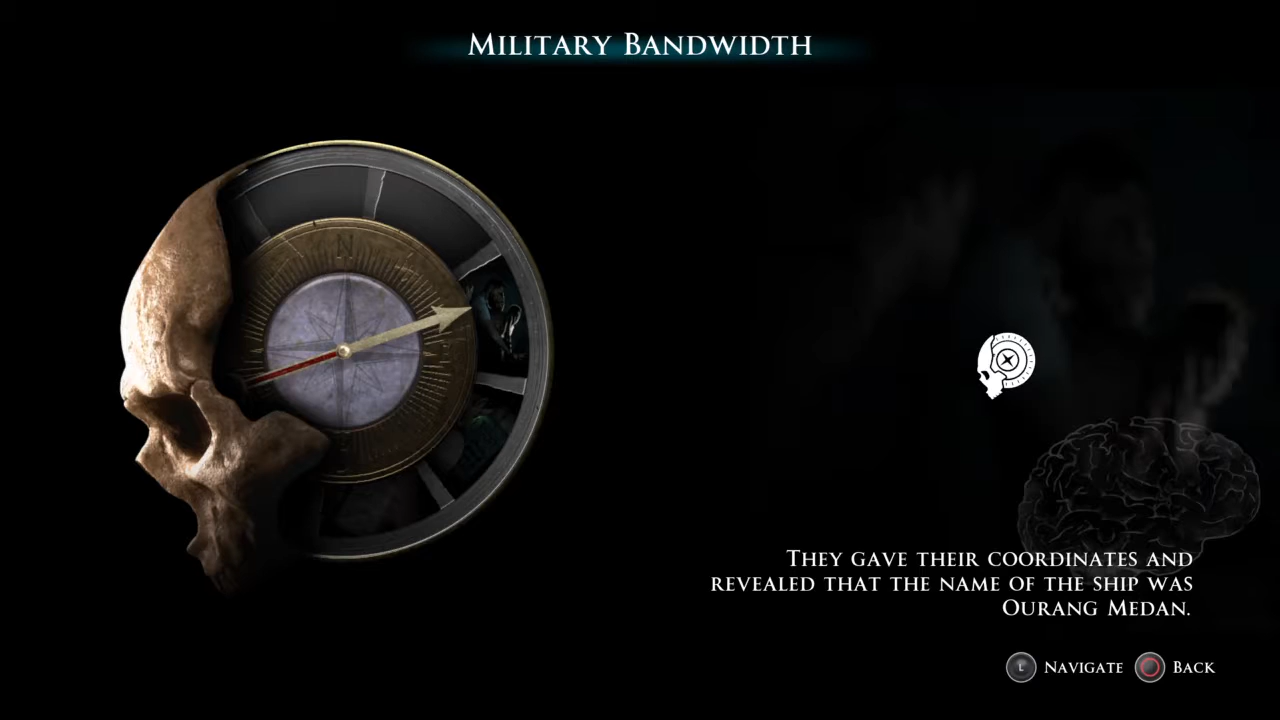 Military Bandwidth
N
They gave their coordinates and
revealed that the name of the ship was
Ourang Medan.
L Navigate Back